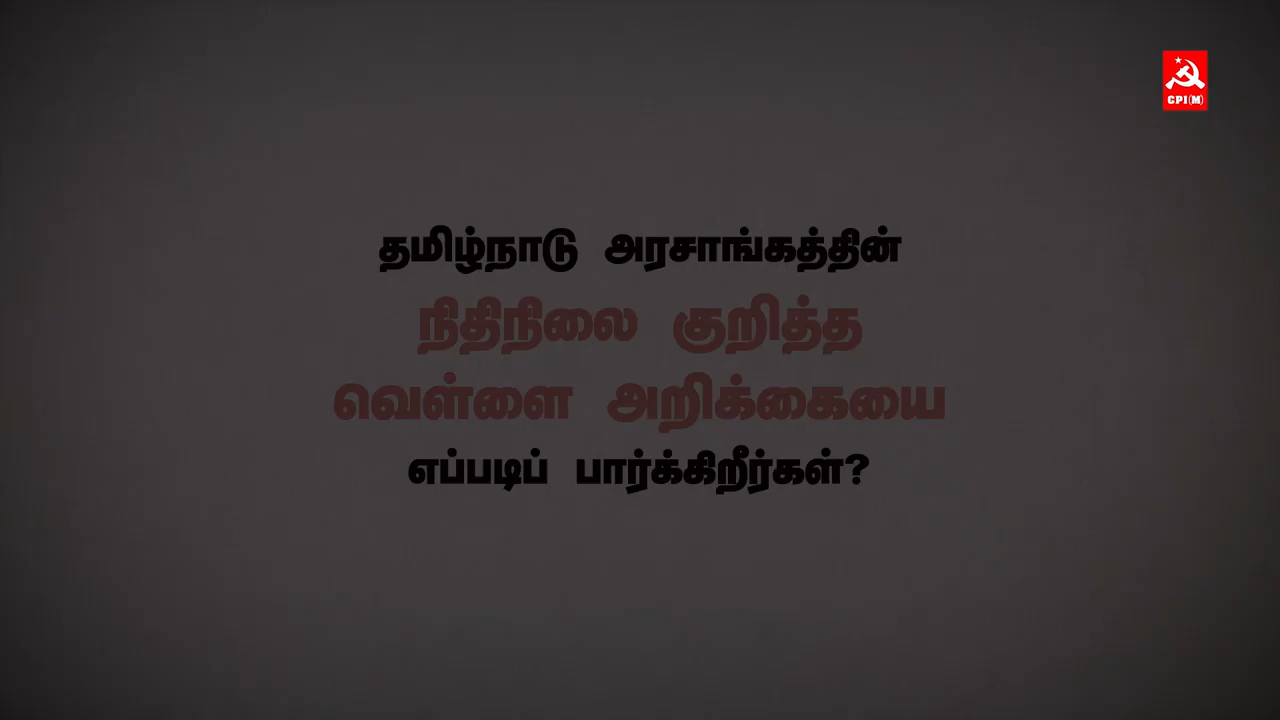 CPI(M)
தமிழ்நாடு அரசாங்கத்தின்
நிதிநிலை குறித்த
வெள்ளை அறிக்கையை
எப்படிப் பார்க்கிறீர்கள்?